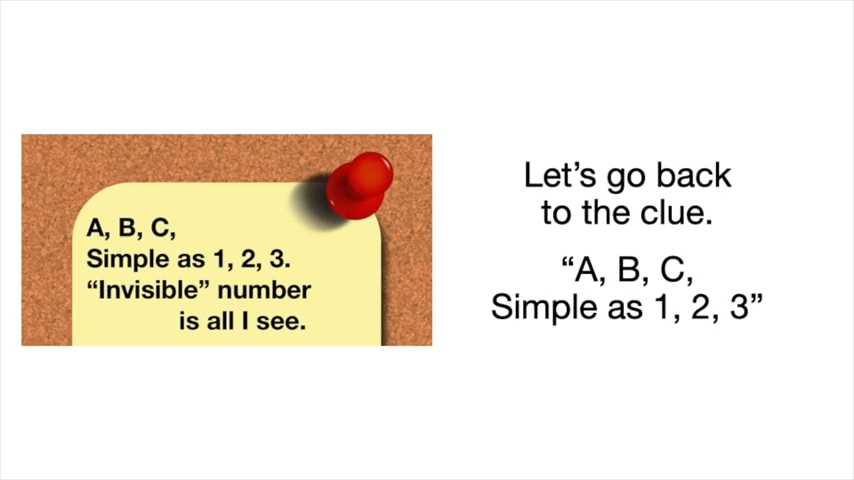 A, B, C,
Simple as 1, 2, 3.
“Invisible” number
is all I see.
Let’s go back
to the clue.
“A, B, C,
Simple as 1, 2, 3”